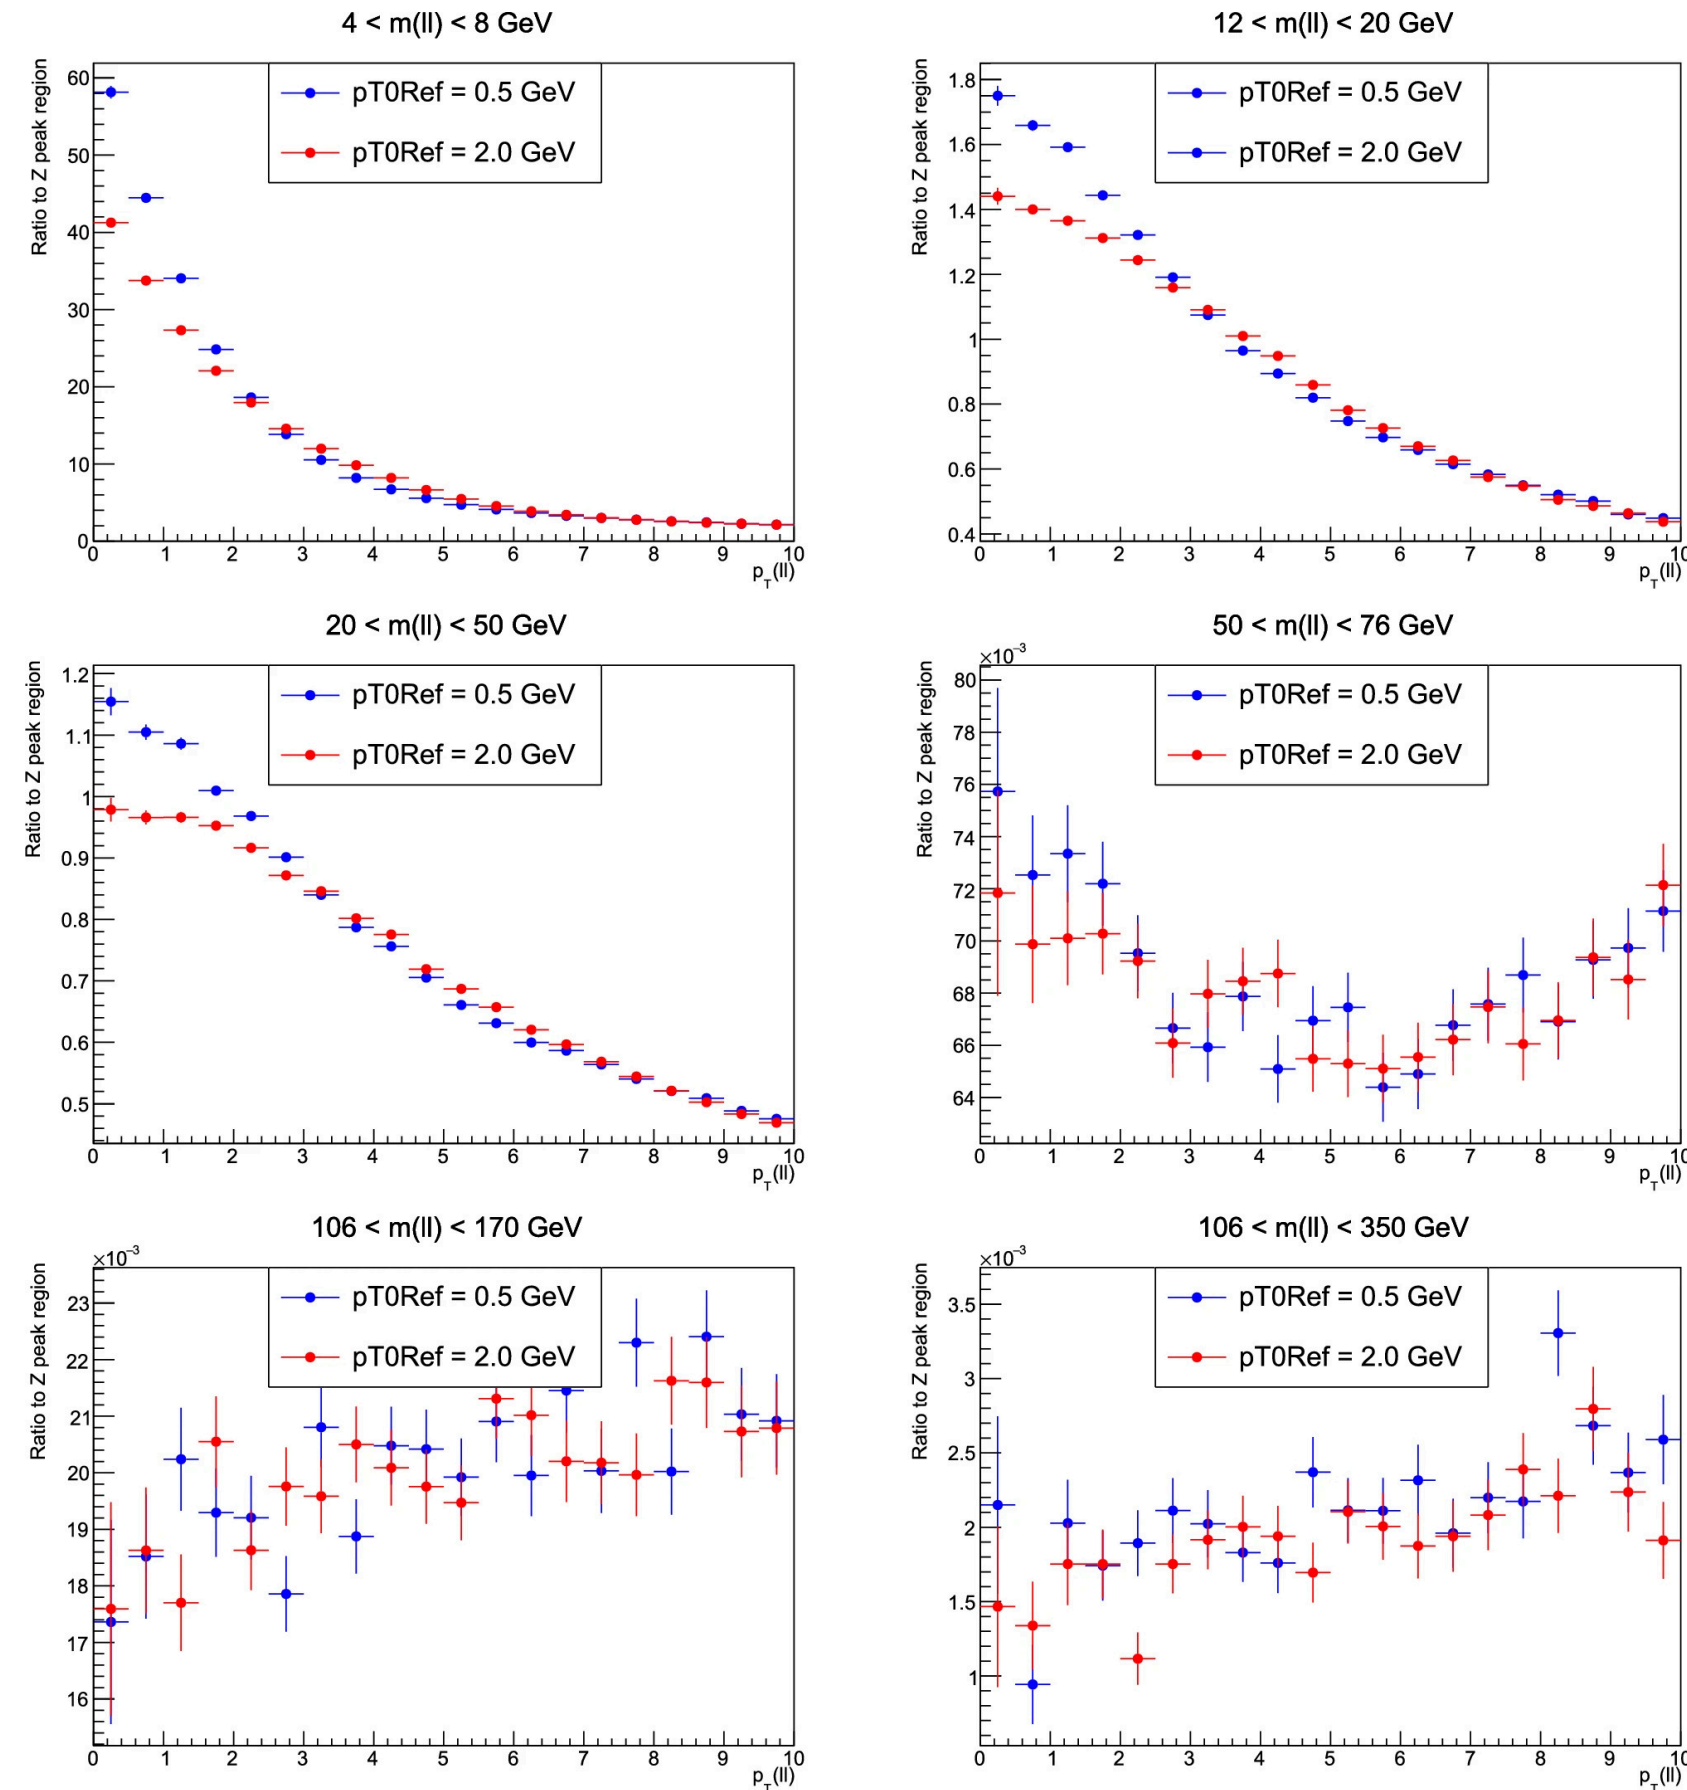 4 < m(ll) < 8 GeV
Ratio to Z peak region
pT0Ref = 0.5 GeV
pT0Ref = 2.0 GeV
60
50
40
30
20
10
0
0 1 2 3 4 5 6 7 8 9 10
p_T(ll)
12 < m(ll) < 20 GeV
Ratio to Z peak region
pT0Ref = 0.5 GeV
pT0Ref = 2.0 GeV
1.8
1.6
1.4
1.2
1
0.8
0.6
0.4
0 1 2 3 4 5 6 7 8 9 10
p_T(ll)
20 < m(ll) < 50 GeV
Ratio to Z peak region
pT0Ref = 0.5 GeV
pT0Ref = 2.0 GeV
1.2
1.1
1
0.9
0.8
0.7
0.6
0.5
0 1 2 3 4 5 6 7 8 9 10
p_T(ll)
50 < m(ll) < 76 GeV
×10⁻³
Ratio to Z peak region
pT0Ref = 0.5 GeV
pT0Ref = 2.0 GeV
80
78
76
74
72
70
68
66
64
0 1 2 3 4 5 6 7 8 9 10
p_T(ll)
106 < m(ll) < 170 GeV
×10⁻³
Ratio to Z peak region
pT0Ref = 0.5 GeV
pT0Ref = 2.0 GeV
23
22
21
20
19
18
17
16
0 1 2 3 4 5 6 7 8 9 10
p_T(ll)
106 < m(ll) < 350 GeV
×10⁻³
Ratio to Z peak region
pT0Ref = 0.5 GeV
pT0Ref = 2.0 GeV
3.5
3
2.5
2
1.5
1
0 1 2 3 4 5 6 7 8 9 10
p_T(ll)